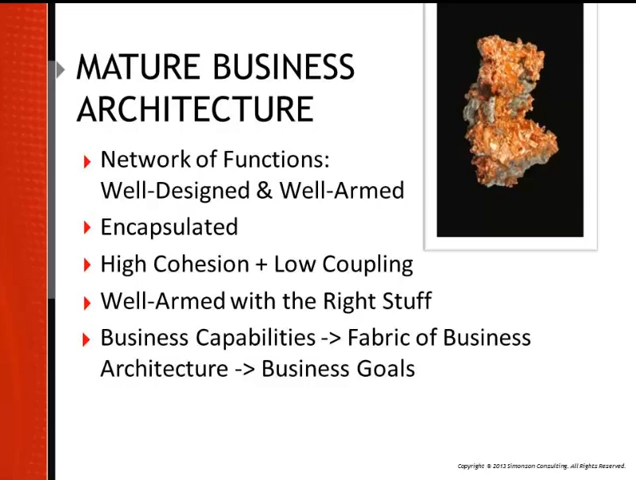 MATURE BUSINESS
ARCHITECTURE
Network of Functions:
Well-Designed & Well-Armed
Encapsulated
High Cohesion + Low Coupling
Well-Armed with the Right Stuff
Business Capabilities -> Fabric of Business
Architecture -> Business Goals
Copyright © 2013 Simonson Consulting. All Rights Reserved.